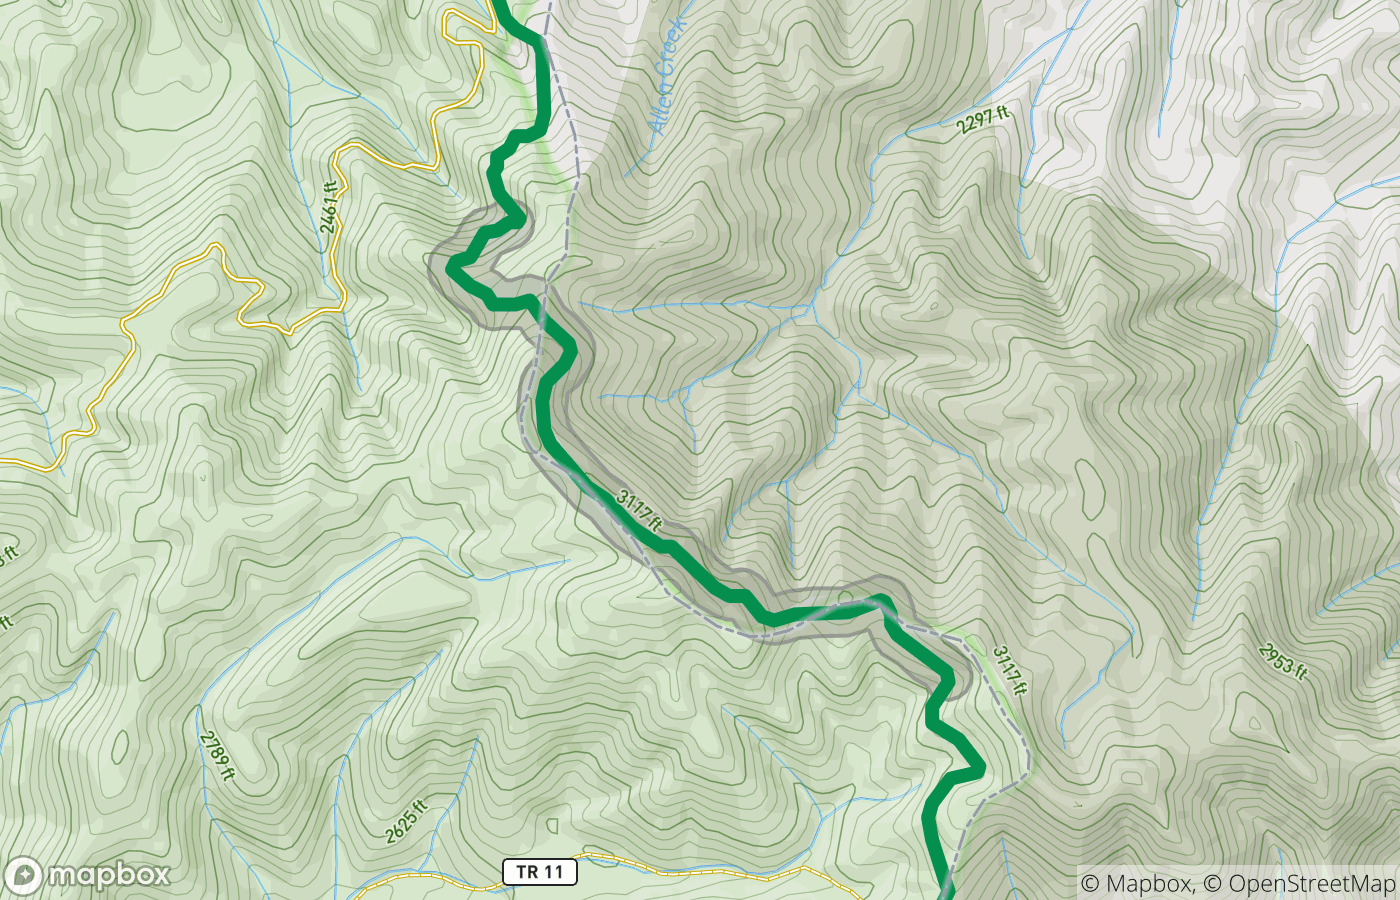 Allen Creek
2297 ft
2461 ft
3117 ft
3117 ft
2953 ft
2789 ft
2625 ft
TR 11
mapbox
© Mapbox, © OpenStreetMap